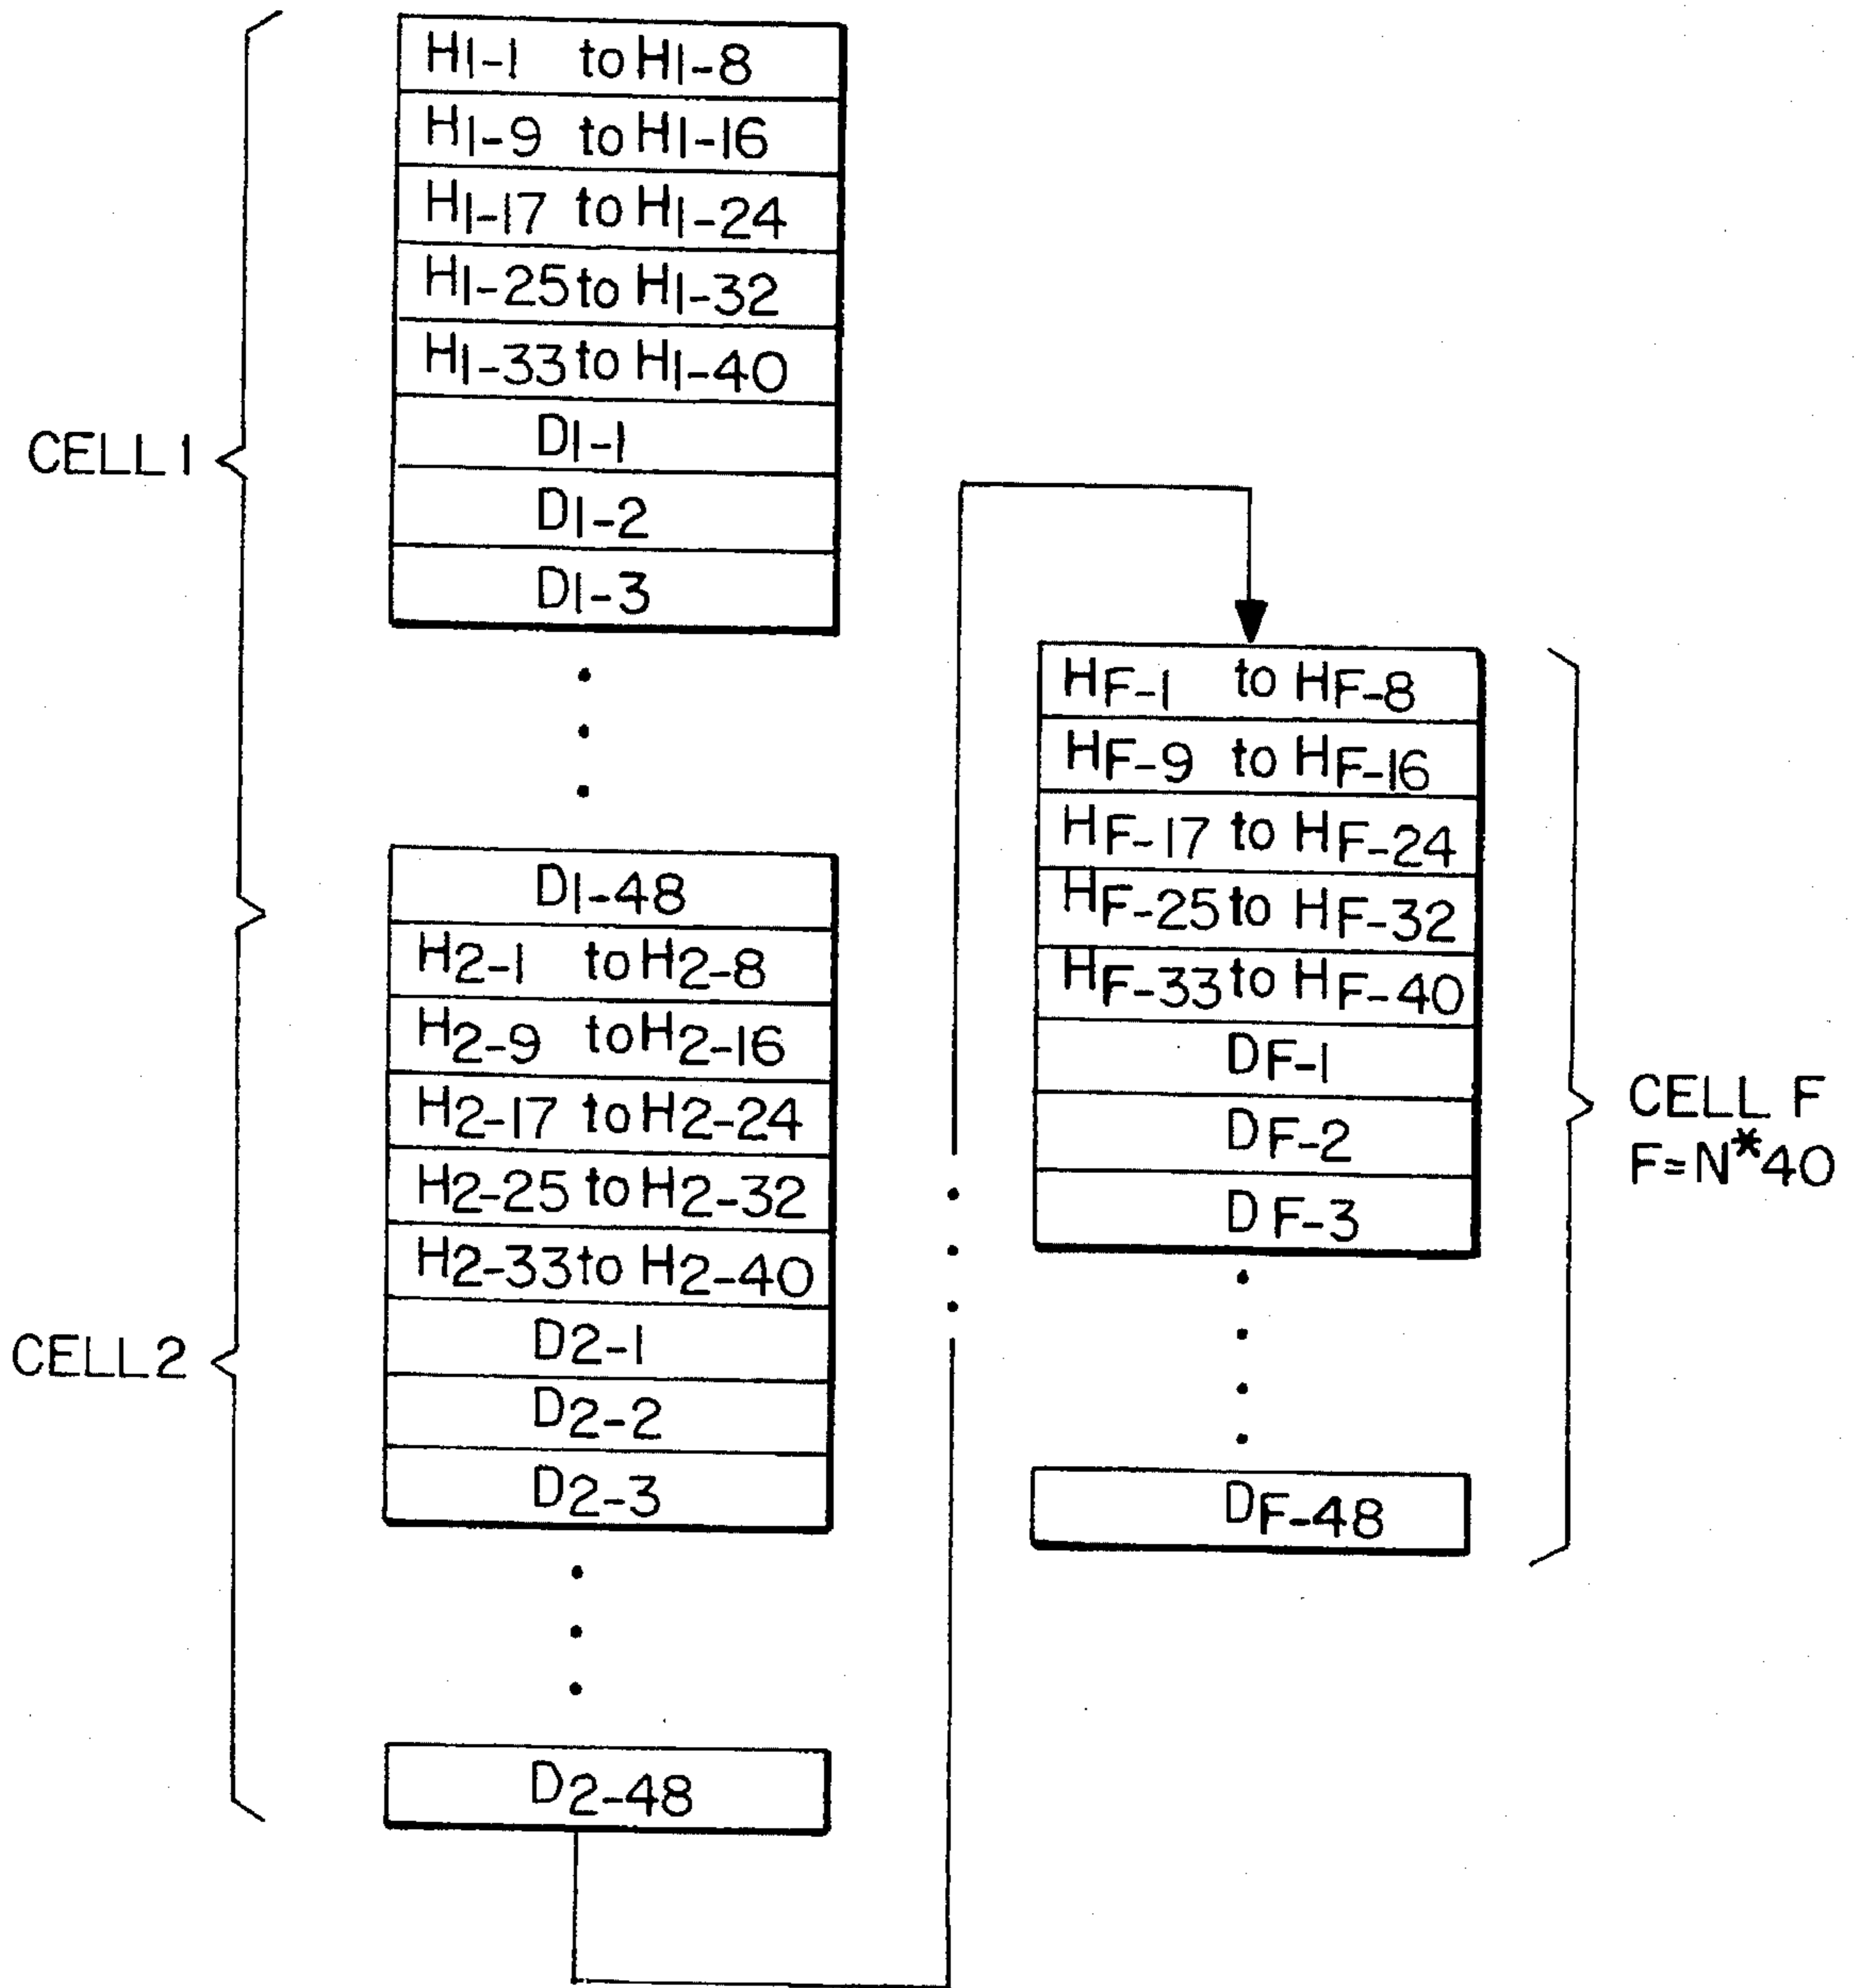 H1-1 to H1-8
H1-9 to H1-16
H1-17 to H1-24
H1-25 to H1-32
H1-33 to H1-40
D1-1
D1-2
D1-3
CELL 1
D1-48
H2-1 to H2-8
H2-9 to H2-16
H2-17 to H2-24
H2-25 to H2-32
H2-33 to H2-40
D2-1
D2-2
D2-3
D2-48
CELL 2
HF-1 to HF-8
HF-9 to HF-16
HF-17 to HF-24
HF-25 to HF-32
HF-33 to HF-40
DF-1
DF-2
DF-3
DF-48
CELL F
F=N*40